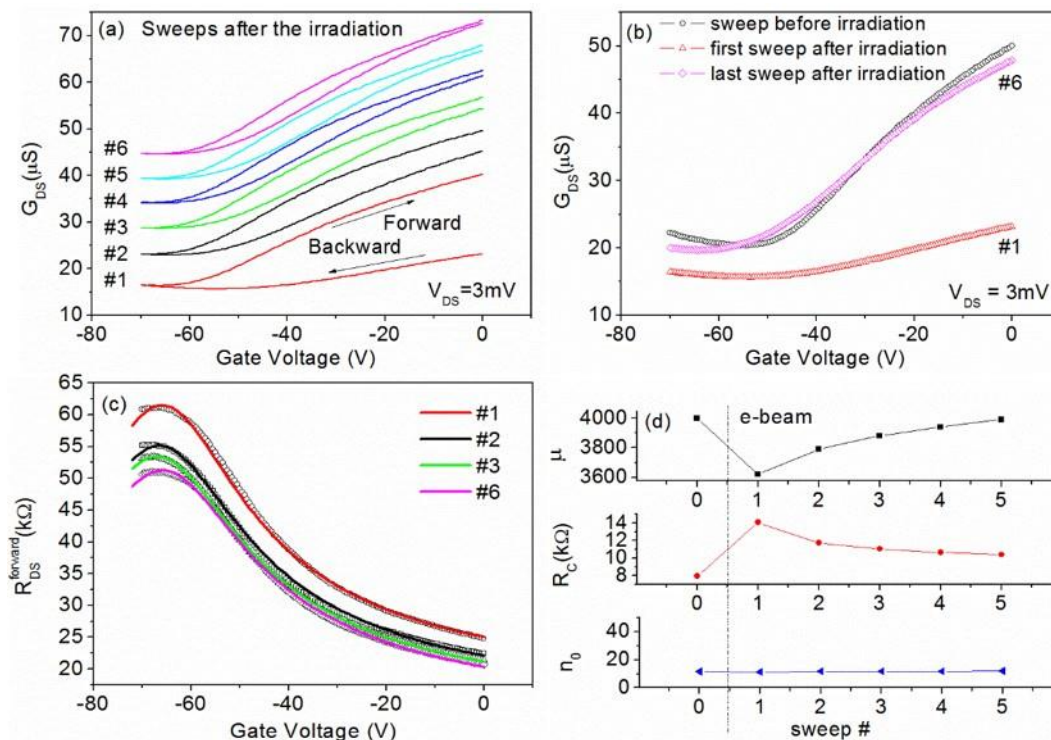 (a) Sweeps after the irradiation
G_DS(μS)
70
60
50
40
30
20
10
#6
#5
#4
#3
#2
#1
Forward
Backward
V_DS=3mV
-80 -60 -40 -20 0
Gate Voltage (V)
(b)
sweep before irradiation
first sweep after irradiation
last sweep after irradiation
G_DS(μS)
50
40
30
20
10
#6
#1
V_DS = 3mV
-80 -60 -40 -20 0
Gate Voltage (V)
(c)
R_DS^forward(kΩ)
65
60
55
50
45
40
35
30
25
20
#1
#2
#3
#6
-80 -60 -40 -20 0
Gate Voltage (V)
(d)
e-beam
μ
4000
3800
3600
0 1 2 3 4 5
R_C(kΩ)
14
12
10
8
0 1 2 3 4 5
n_0
40
20
0
0 1 2 3 4 5
sweep #